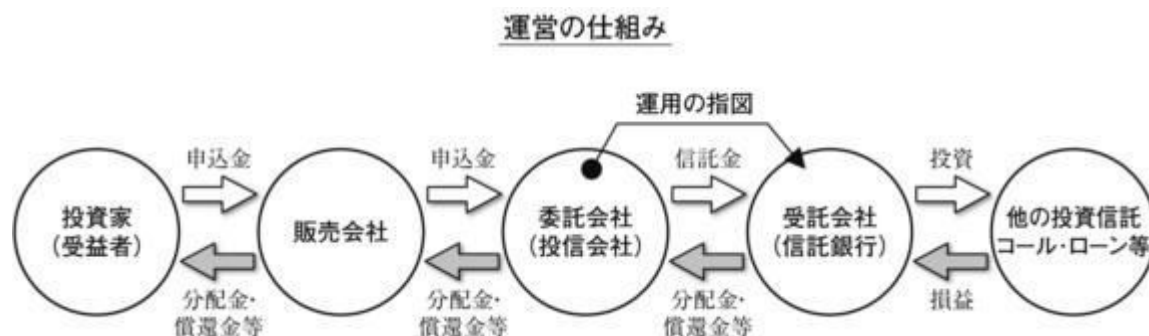 運営の仕組み
運用の指図
申込金
申込金
信託金
投資
投資家
(受益者)
販売会社
委託会社
(投信会社)
受託会社
(信託銀行)
他の投資信託
コール・ローン等
分配金・
償還金等
分配金・
償還金等
分配金・
償還金等
損益